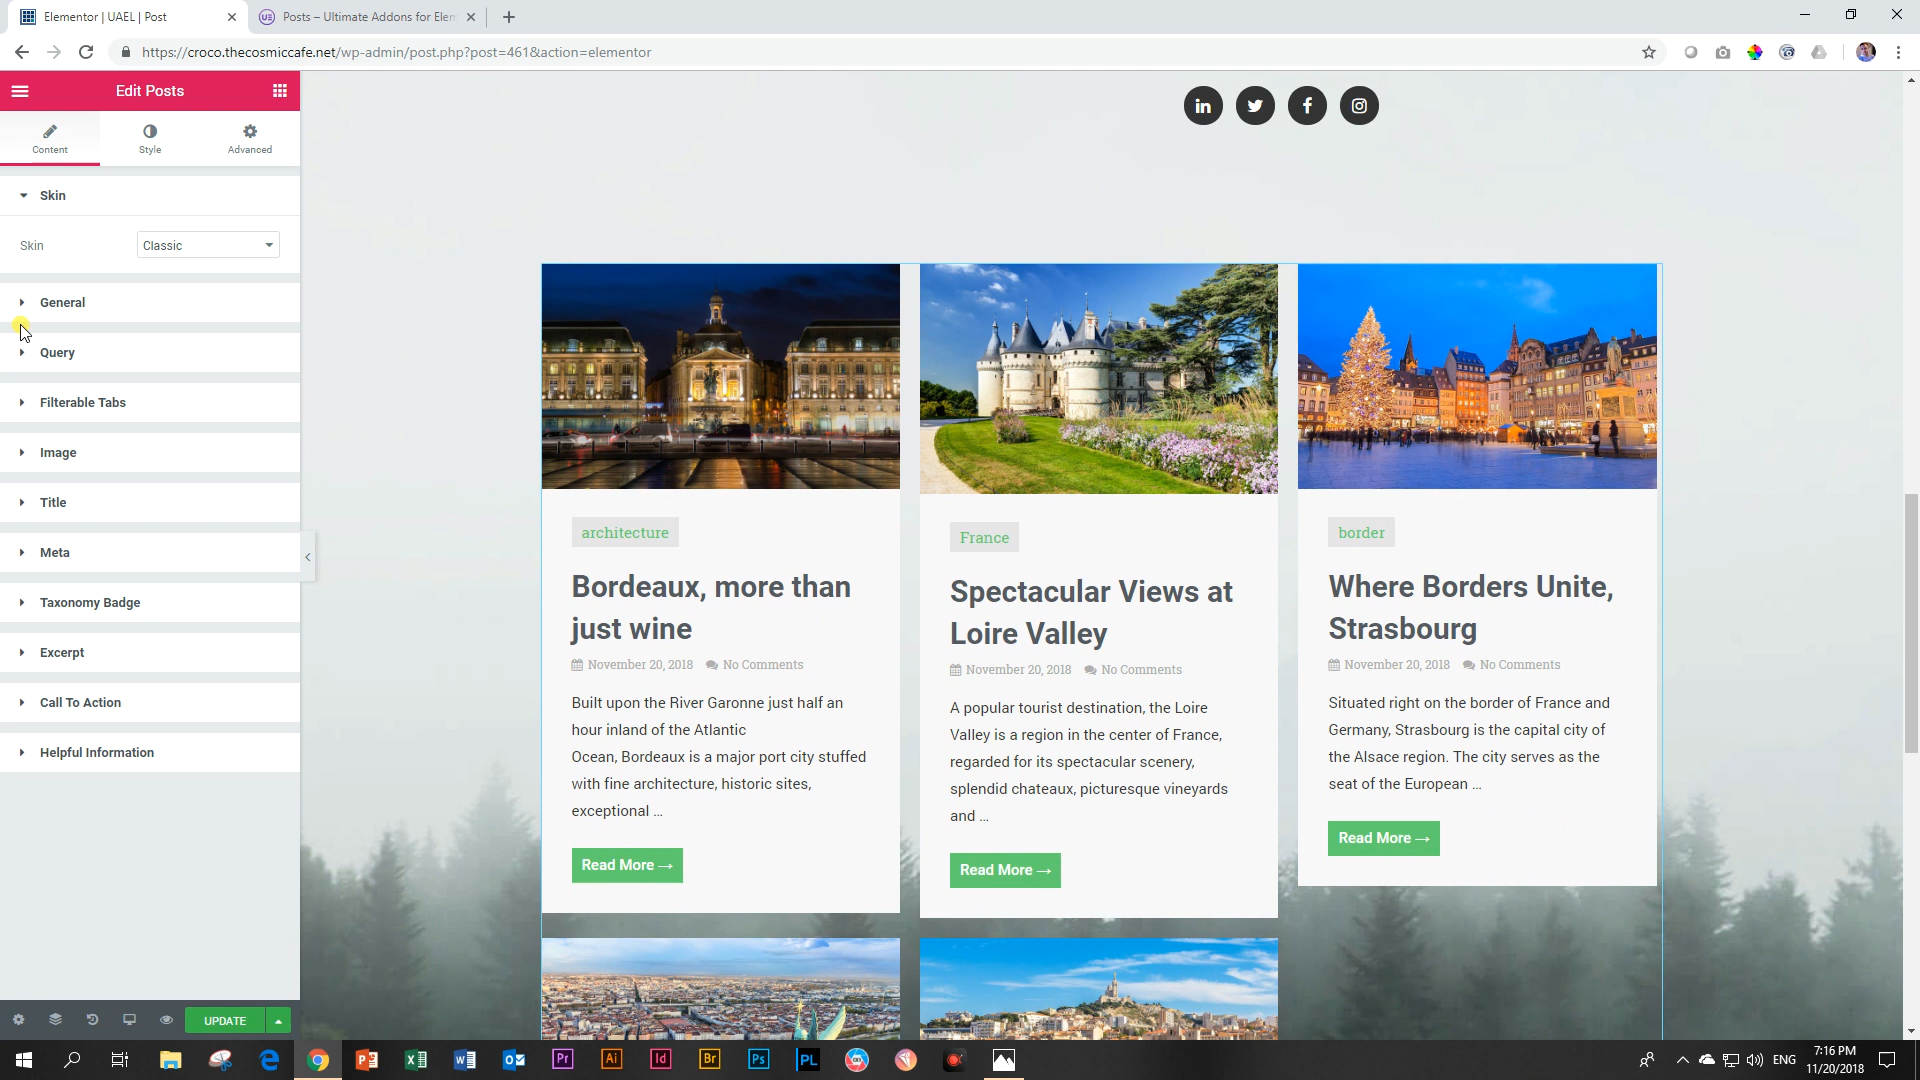 Elementor | UAEL | Post
Posts – Ultimate Addons for Elem
https://croco.thecosmiccafe.net/wp-admin/post.php?post=461&action=elementor
Edit Posts
Content
Style
Advanced
Skin
Skin
Classic
General
Query
Filterable Tabs
Image
Title
Meta
Taxonomy Badge
Excerpt
Call To Action
Helpful Information
UPDATE
architecture
Bordeaux, more than
just wine
November 20, 2018 No Comments
Built upon the River Garonne just half an
hour inland of the Atlantic
Ocean, Bordeaux is a major port city stuffed
with fine architecture, historic sites,
exceptional ...
Read More →
France
Spectacular Views at
Loire Valley
November 20, 2018 No Comments
A popular tourist destination, the Loire
Valley is a region in the center of France,
regarded for its spectacular scenery,
splendid chateaux, picturesque vineyards
and ...
Read More →
border
Where Borders Unite,
Strasbourg
November 20, 2018 No Comments
Situated right on the border of France and
Germany, Strasbourg is the capital city of
the Alsace region. The city serves as the
seat of the European ...
Read More →
Pr
Ai
Id
Br
Ps
PL
ENG
7:16 PM
11/20/2018